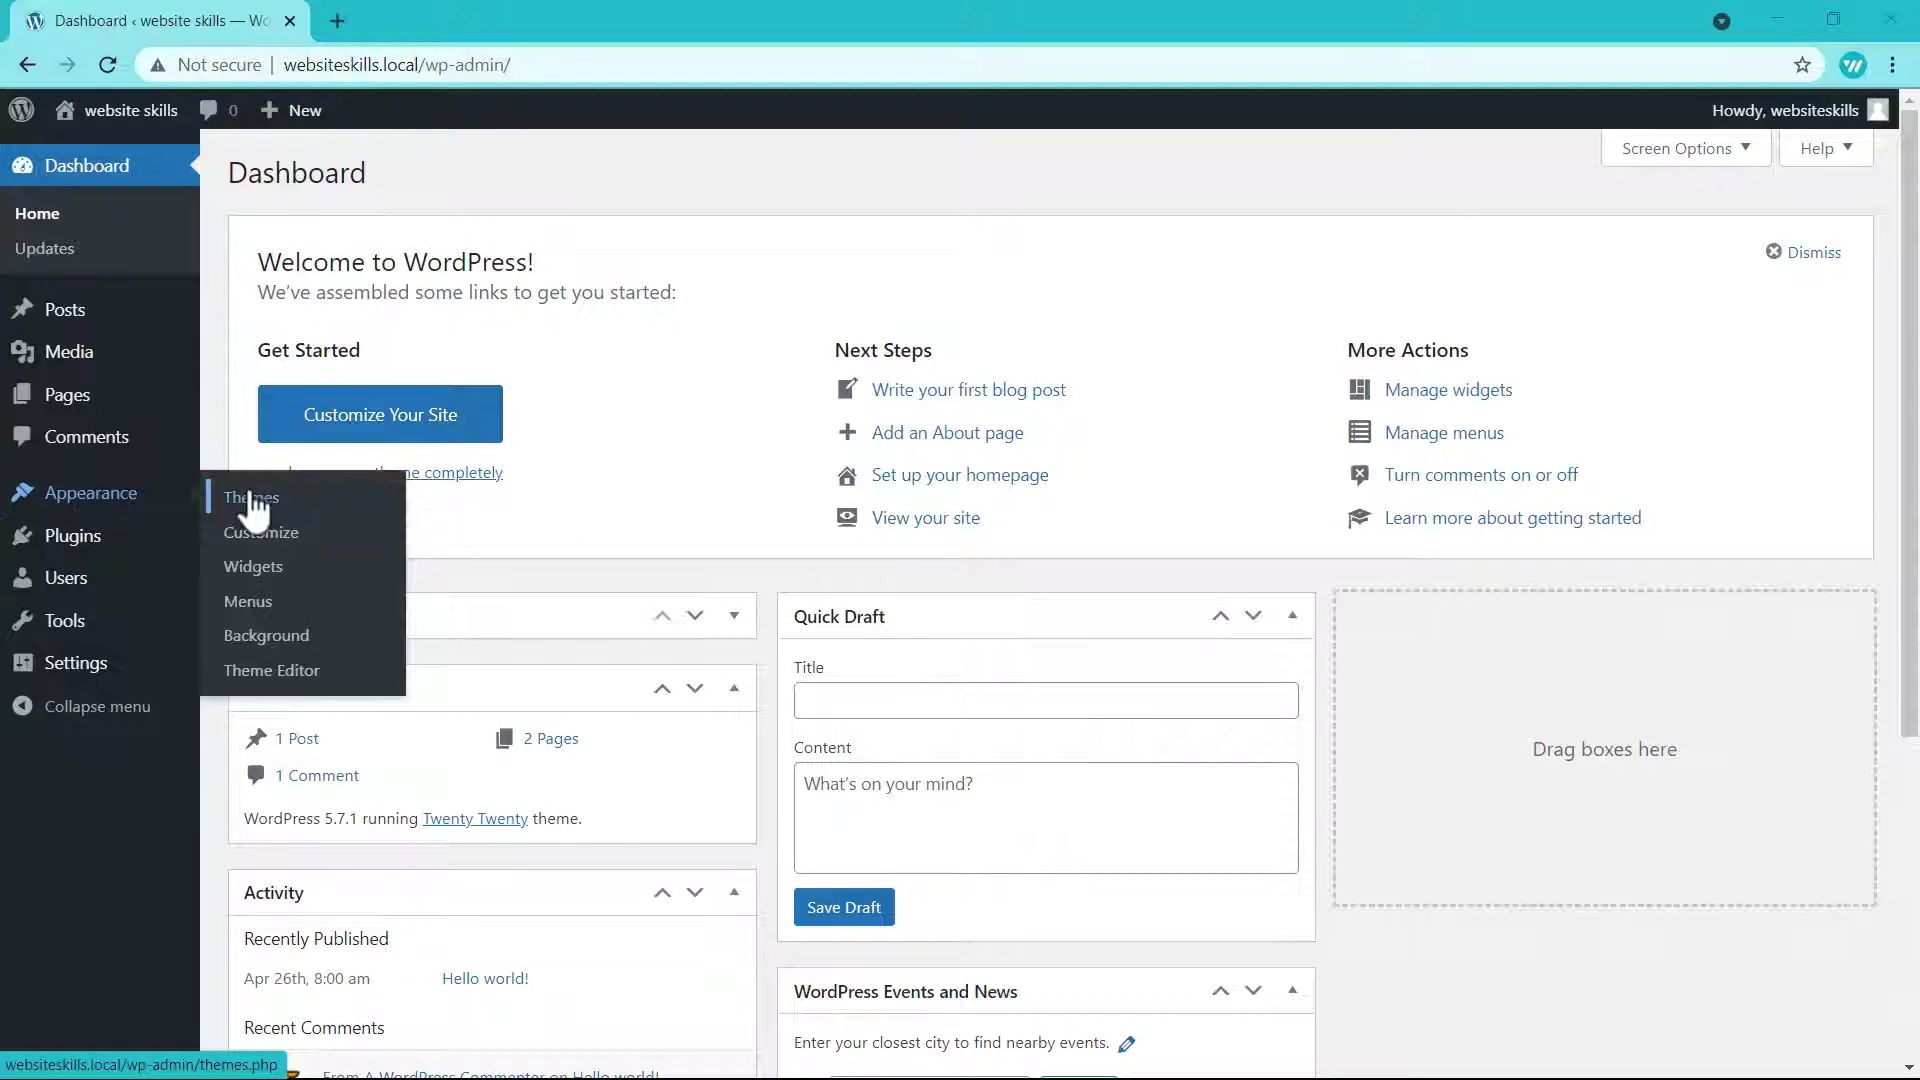 Dashboard ‹ website skills — Wo
Not secure | websiteskills.local/wp-admin/
website skills 0 New Howdy, websiteskills
Screen Options Help
Dashboard
Home
Updates
Posts
Media
Pages
Comments
Appearance
Plugins
Users
Tools
Settings
Collapse menu
Themes
Customize
Widgets
Menus
Background
Theme Editor
Dashboard
Welcome to WordPress!
We've assembled some links to get you started:
Dismiss
Get Started
Customize Your Site
completely
Next Steps
Write your first blog post
Add an About page
Set up your homepage
View your site
More Actions
Manage widgets
Manage menus
Turn comments on or off
Learn more about getting started
1 Post 2 Pages
1 Comment
WordPress 5.7.1 running Twenty Twenty theme.
Activity
Recently Published
Apr 26th, 8:00 am Hello world!
Recent Comments
From A WordPress Commenter on Hello world!
Quick Draft
Title
Content
What's on your mind?
Save Draft
WordPress Events and News
Enter your closest city to find nearby events.
Drag boxes here
websiteskills.local/wp-admin/themes.php